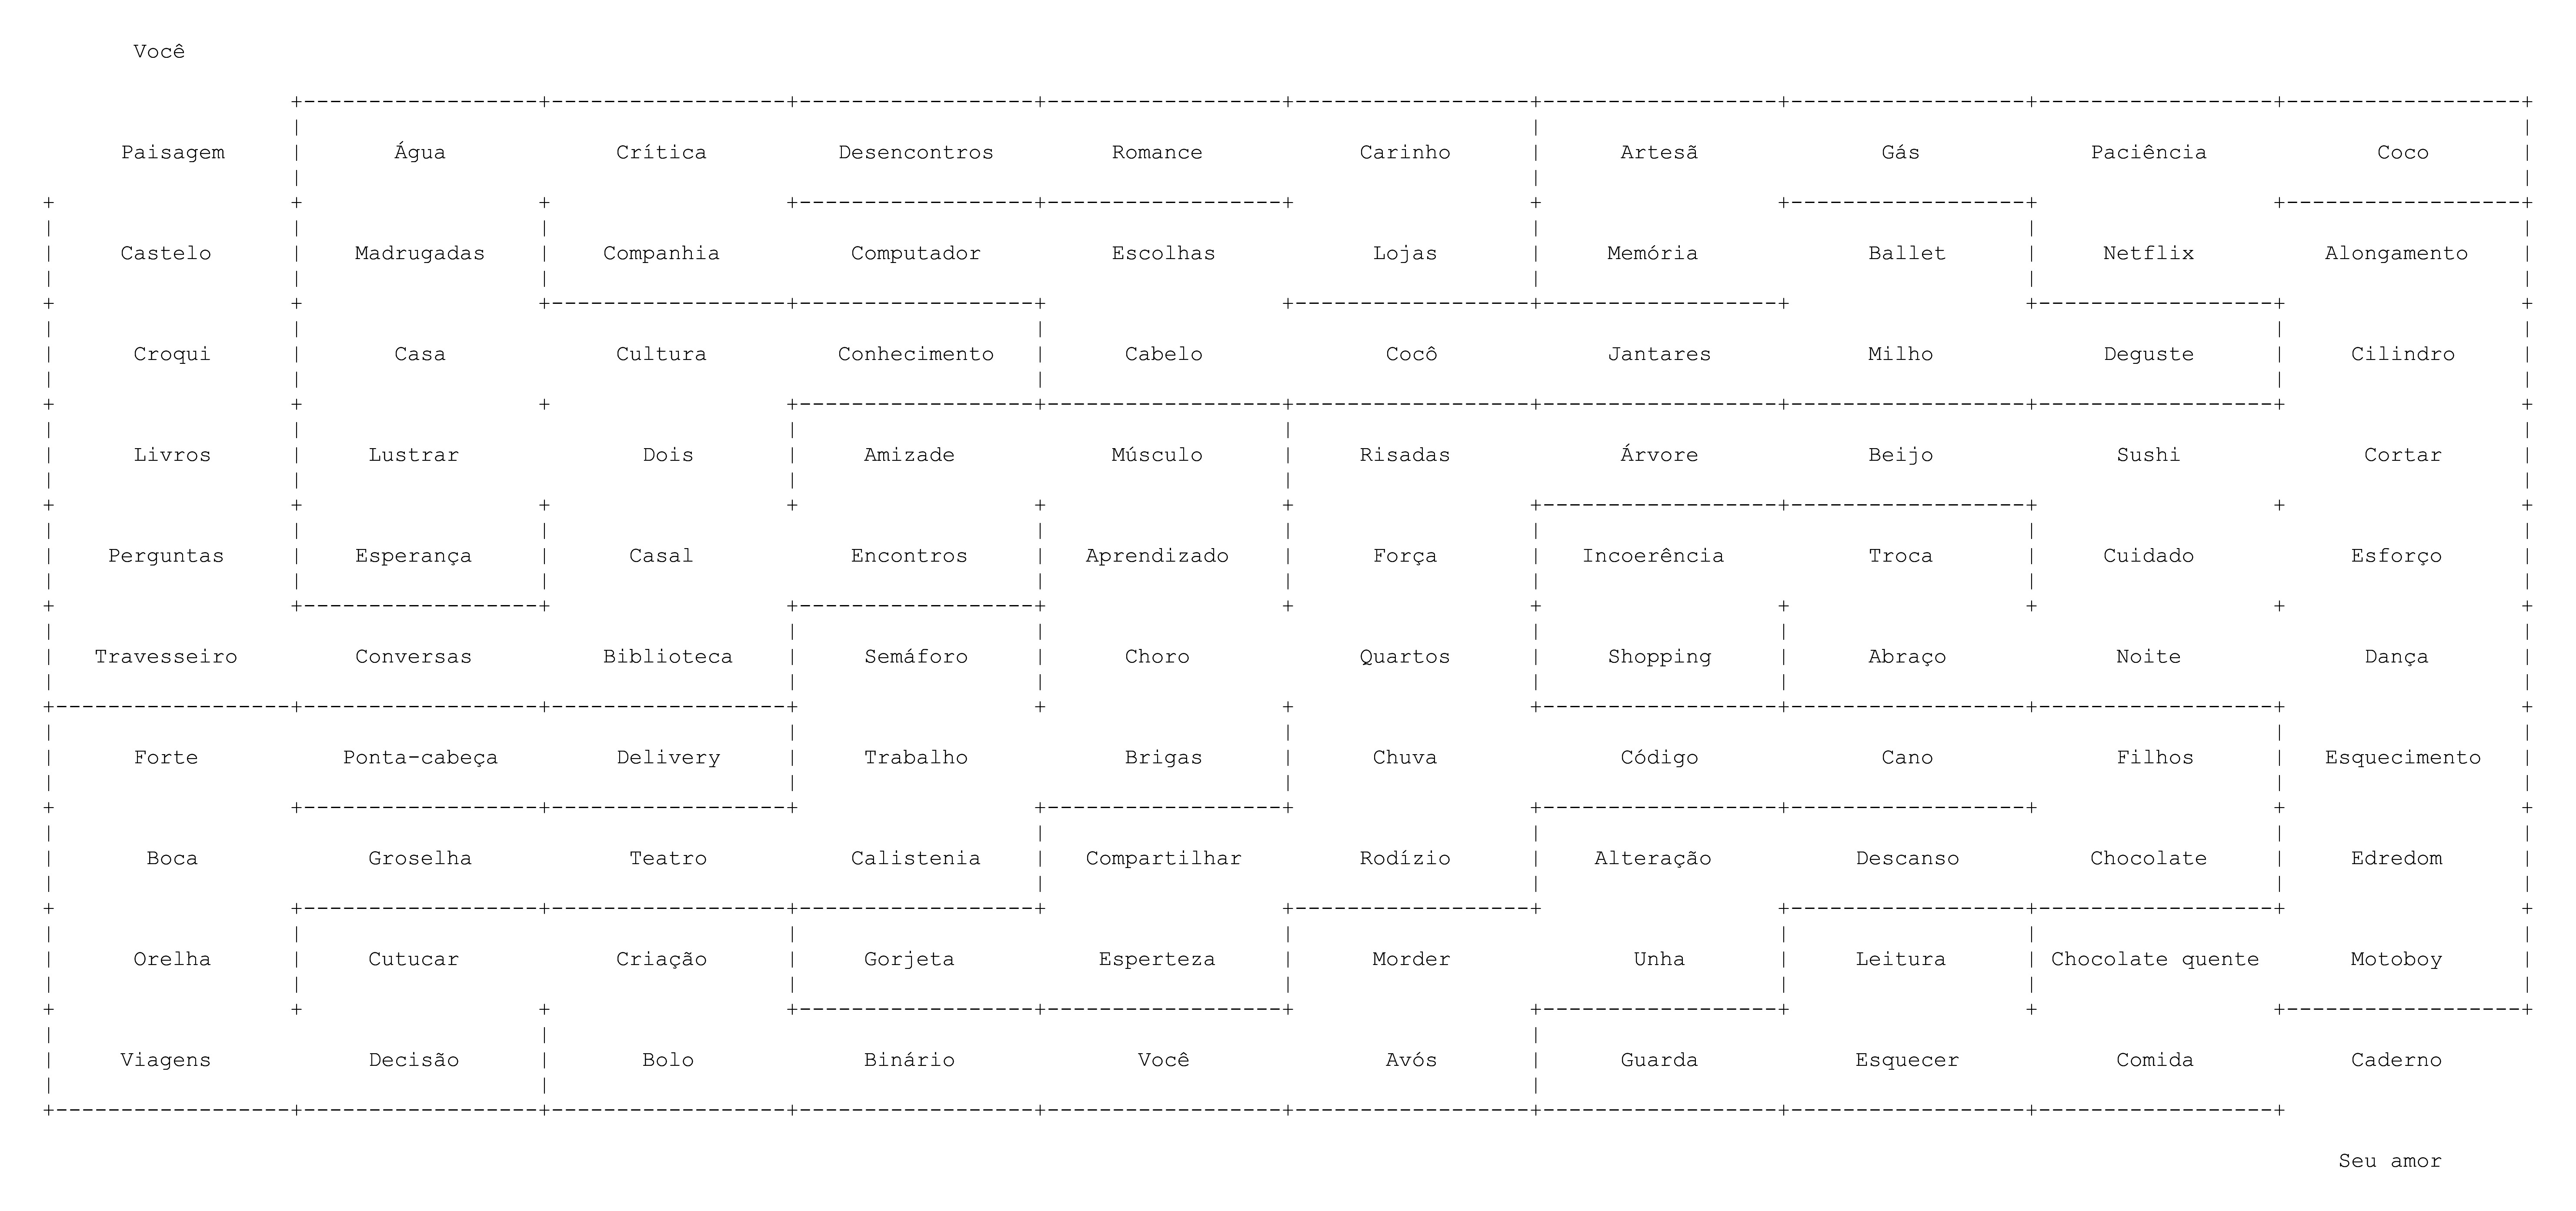 Você
Paisagem Água Crítica Desencontros Romance Carinho Artesã Gás Paciência Coco
Castelo Madrugadas Companhia Computador Escolhas Lojas Memória Ballet Netflix Alongamento
Croqui Casa Cultura Conhecimento Cabelo Cocô Jantares Milho Deguste Cilindro
Livros Lustrar Dois Amizade Músculo Risadas Árvore Beijo Sushi Cortar
Perguntas Esperança Casal Encontros Aprendizado Força Incoerência Troca Cuidado Esforço
Travesseiro Conversas Biblioteca Semáforo Choro Quartos Shopping Abraço Noite Dança
Forte Ponta-cabeça Delivery Trabalho Brigas Chuva Código Cano Filhos Esquecimento
Boca Groselha Teatro Calistenia Compartilhar Rodízio Alteração Descanso Chocolate Edredom
Orelha Cutucar Criação Gorjeta Esperteza Morder Unha Leitura Chocolate quente Motoboy
Viagens Decisão Bolo Binário Você Avós Guarda Esquecer Comida Caderno
Seu amor